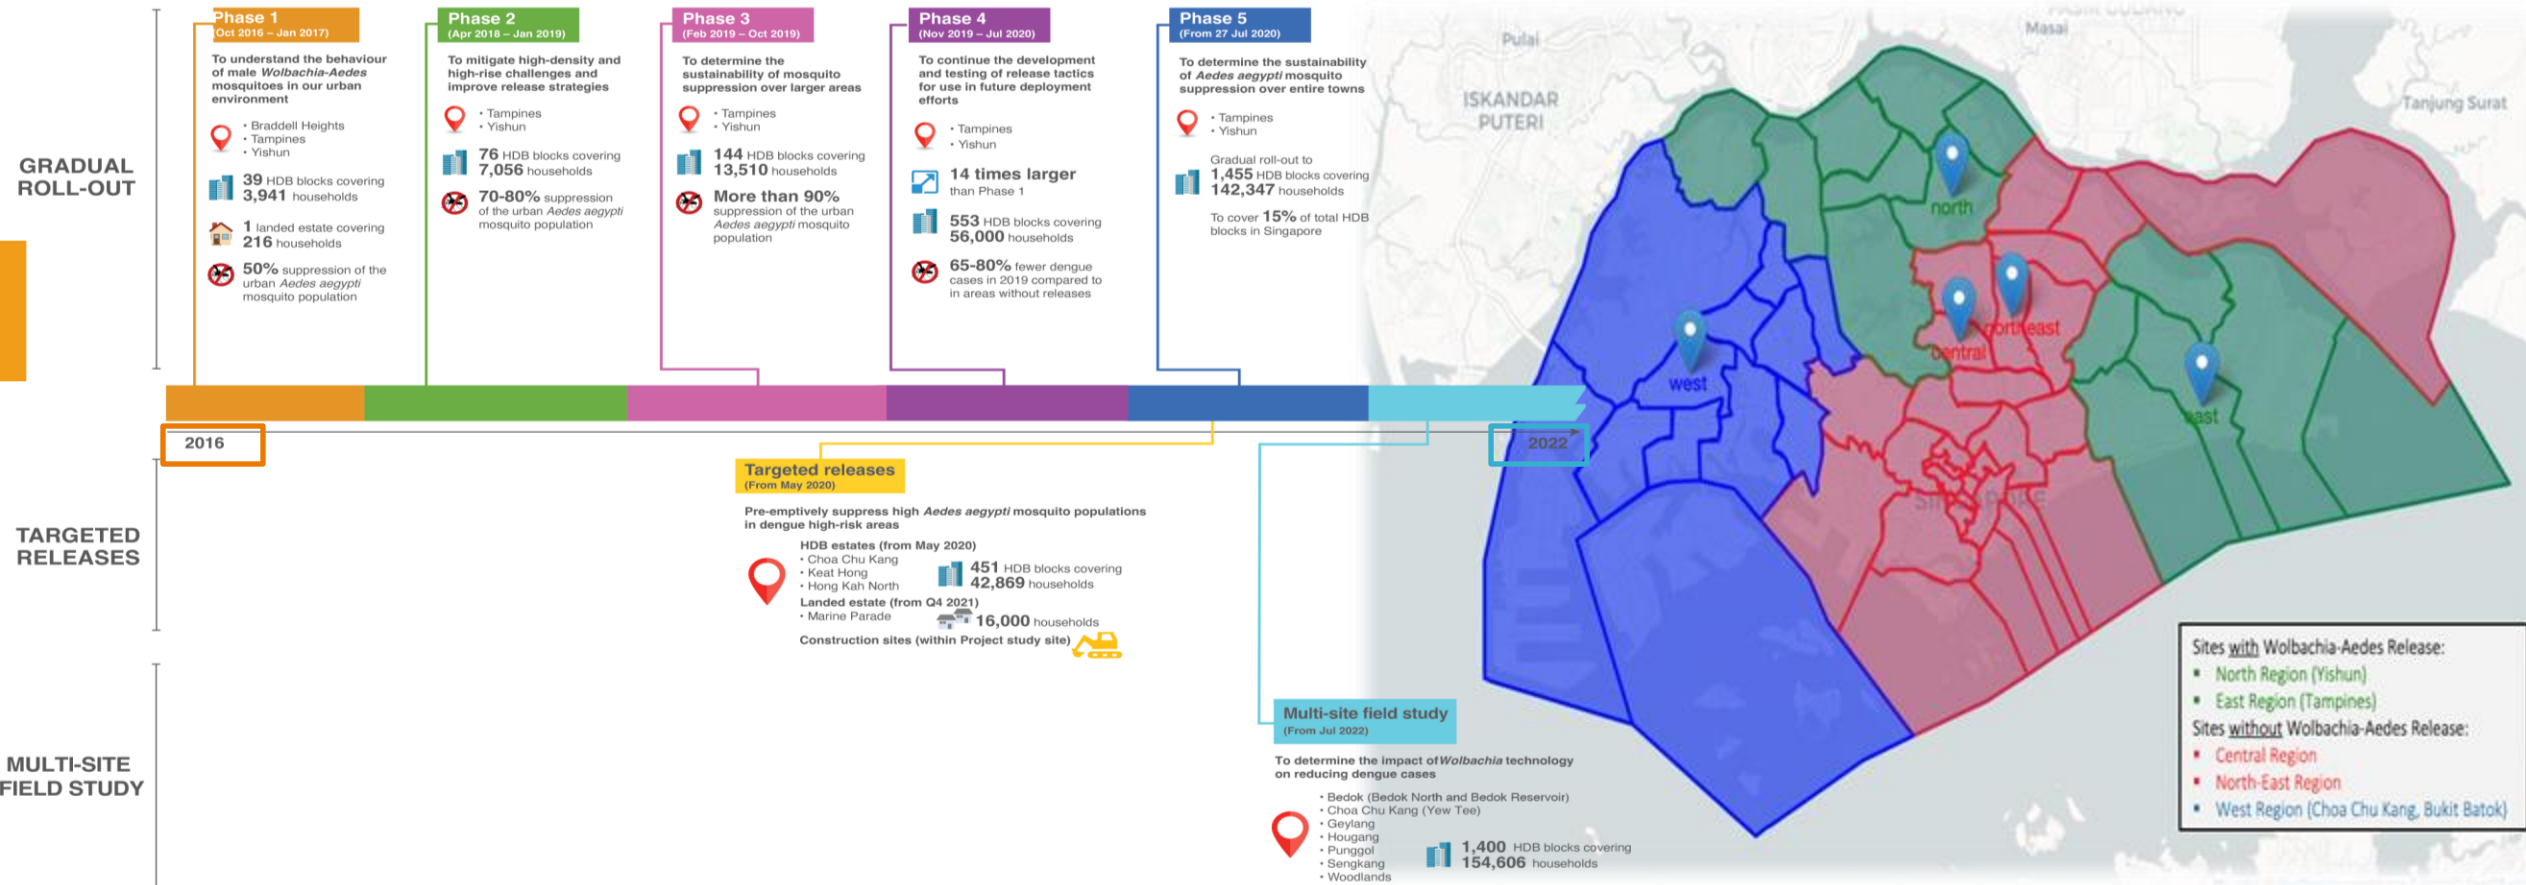 Phase 1
(Oct 2016 – Jan 2017)
To understand the behaviour
of male Wolbachia-Aedes
mosquitoes in our urban
environment
• Braddell Heights
• Tampines
• Yishun
39 HDB blocks covering
3,941 households
1 landed estate covering
216 households
50% suppression of the
urban Aedes aegypti
mosquito population
Phase 2
(Apr 2018 – Jan 2019)
To mitigate high-density and
high-rise challenges and
improve release strategies
• Tampines
• Yishun
76 HDB blocks covering
7,056 households
70-80% suppression
of the urban Aedes aegypti
mosquito population
Phase 3
(Feb 2019 – Oct 2019)
To determine the
sustainability of mosquito
suppression over larger areas
• Tampines
• Yishun
144 HDB blocks covering
13,510 households
More than 90%
suppression of the urban
Aedes aegypti mosquito
population
Phase 4
(Nov 2019 – Jul 2020)
To continue the development
and testing of release tactics
for use in future deployment
efforts
• Tampines
• Yishun
14 times larger
than Phase 1
553 HDB blocks covering
56,000 households
65-80% fewer dengue
cases in 2019 compared to
in areas without releases
Phase 5
(From 27 Jul 2020)
To determine the sustainability
of Aedes aegypti mosquito
suppression over entire towns
• Tampines
• Yishun
Gradual roll-out to
1,455 HDB blocks covering
142,347 households
To cover 15% of total HDB
blocks in Singapore
GRADUAL
ROLL-OUT
2016
2022
TARGETED
RELEASES
Targeted releases
(From May 2020)
Pre-emptively suppress high Aedes aegypti mosquito populations
in dengue high-risk areas
HDB estates (from May 2020)
• Choa Chu Kang
• Keat Hong
• Hong Kah North
451 HDB blocks covering
42,869 households
Landed estate (from Q4 2021)
• Marine Parade
16,000 households
Construction sites (within Project study site)
MULTI-SITE
FIELD STUDY
Multi-site field study
(From Jul 2022)
To determine the impact of Wolbachia technology
on reducing dengue cases
• Bedok (Bedok North and Bedok Reservoir)
• Choa Chu Kang (Yew Tee)
• Geylang
• Hougang
• Punggol
• Sengkang
• Woodlands
1,400 HDB blocks covering
154,606 households
Pulai
Masai
ISKANDAR
PUTERI
Tanjung Surat
north
northeast
central
west
east
SINGAPORE
Sites with Wolbachia-Aedes Release:
▪ North Region (Yishun)
▪ East Region (Tampines)
Sites without Wolbachia-Aedes Release:
▪ Central Region
▪ North-East Region
▪ West Region (Choa Chu Kang, Bukit Batok)